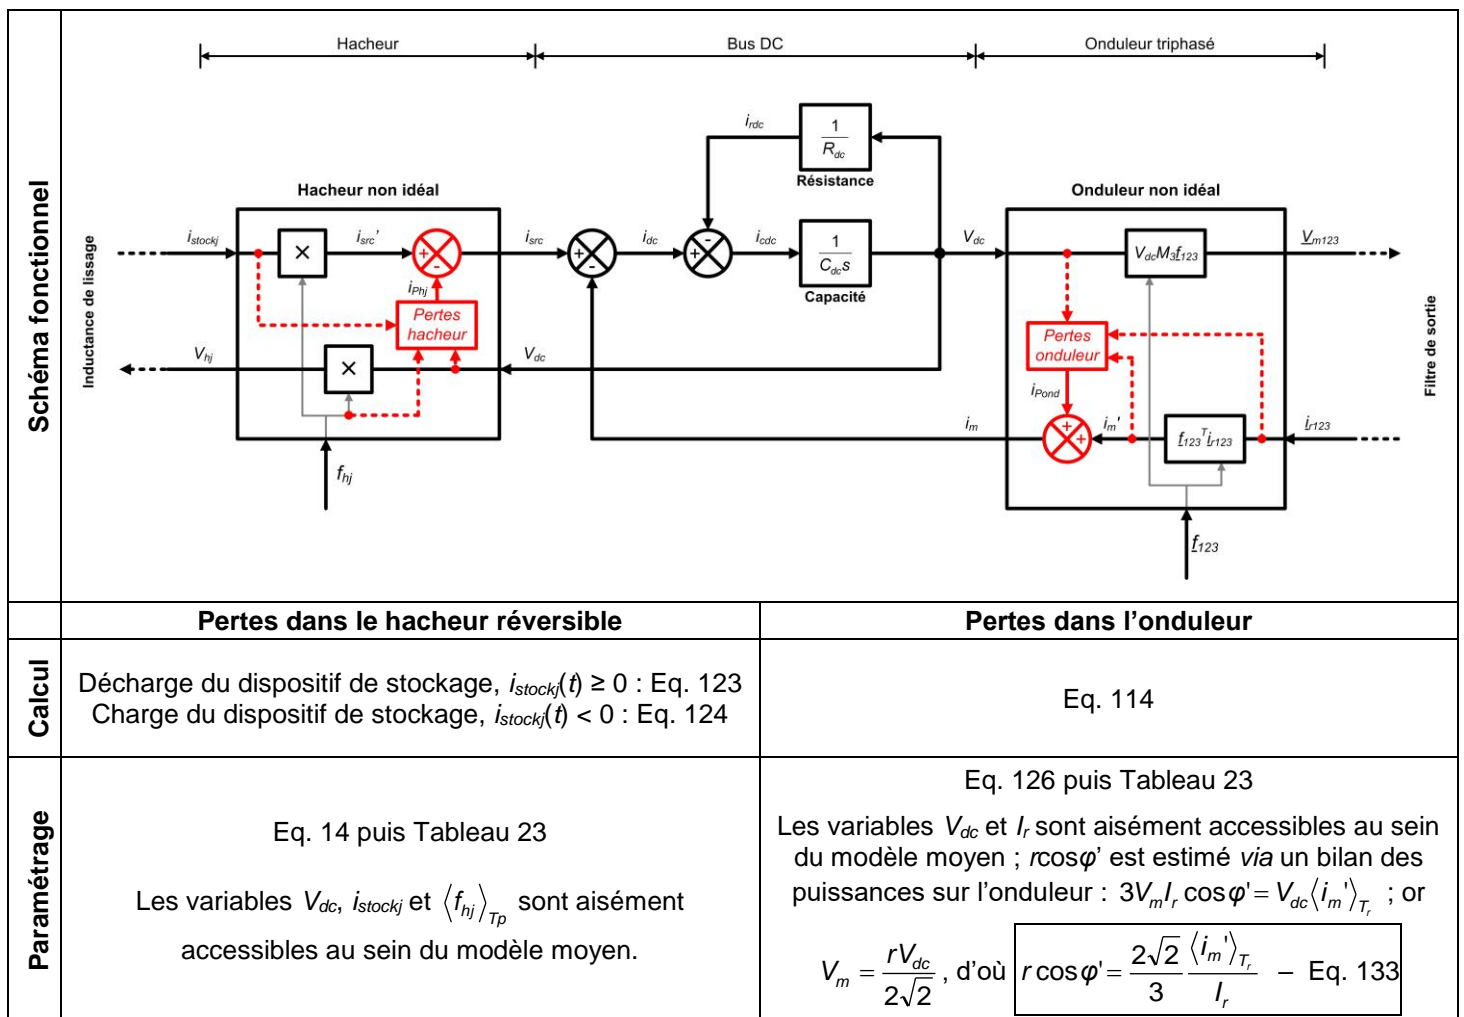 Schéma fonctionnel
Hacheur
Bus DC
Onduleur triphasé
i_rdc
1
R_dc
Résistance
Hacheur non idéal
Onduleur non idéal
Inductance de lissage
i_stockj
×
i_src'
+
-
i_src
+
-
i_dc
-
+
i_cdc
1
C_dc s
Capacité
V_dc
V_dc M_3 f_123
V_m123
i_Phj
Pertes
hacheur
Pertes
onduleur
Filtre de sortie
V_hj
×
V_dc
i_Pond
i_m
+
+
i_m'
f_123^T i_r123
i_r123
f_hj
f_123
Pertes dans le hacheur réversible
Pertes dans l'onduleur
Calcul
Décharge du dispositif de stockage, i_stockj(t) ≥ 0 : Eq. 123
Charge du dispositif de stockage, i_stockj(t) < 0 : Eq. 124
Eq. 114
Paramétrage
Eq. 14 puis Tableau 23
Les variables V_dc, i_stockj et ⟨f_hj⟩_Tp sont aisément
accessibles au sein du modèle moyen.
Eq. 126 puis Tableau 23
Les variables V_dc et I_r sont aisément accessibles au sein
du modèle moyen ; rcosφ' est estimé via un bilan des
puissances sur l'onduleur : 3V_m I_r cosφ' = V_dc⟨i_m'⟩_T_r ; or
V_m = rV_dc / 2√2 , d'où r cosφ' = 2√2 / 3 ⟨i_m'⟩_T_r / I_r – Eq. 133